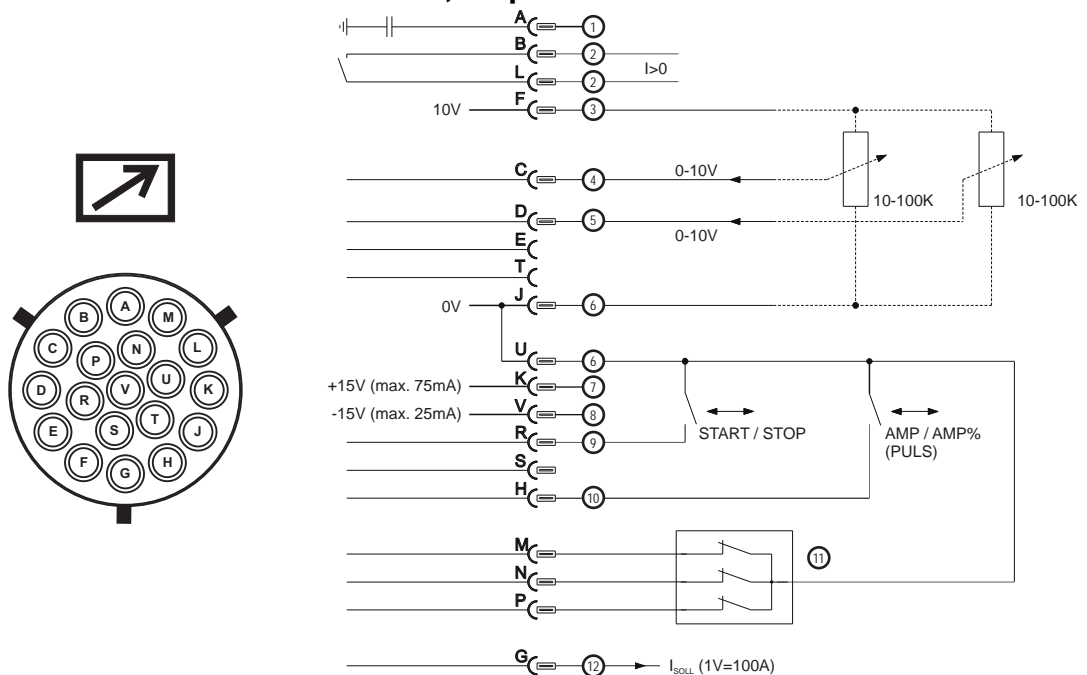 A 1
B 2
L 2 I>0
10V F 3
C 4 0-10V 10-100K 10-100K
D 5 0-10V
E
T
0V J 6
U 6
+15V (max. 75mA) K 7
-15V (max. 25mA) V 8
R 9 START / STOP AMP / AMP%
(PULS)
S
H 10
M 11
N
P
G 12 ISOLL (1V=100A)
A
B M
C P N L
D R V U K
E S T J
F G H